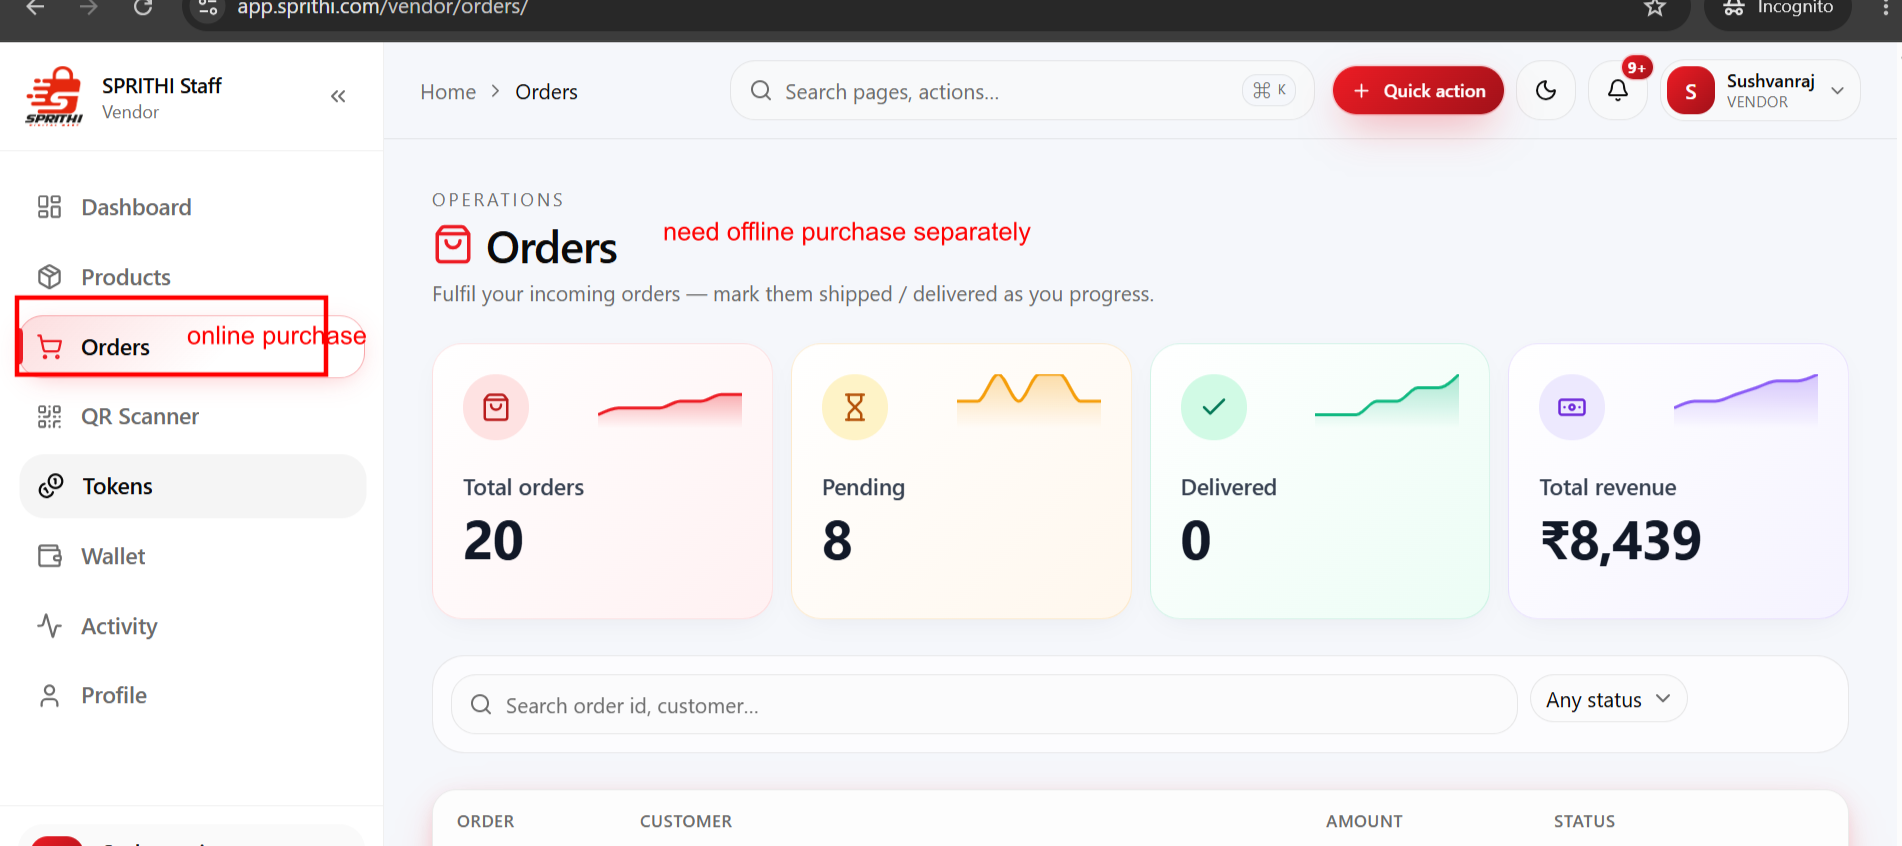 app.sprithi.com/vendor/orders/
Incognito
SPRITHI
SPRITHI Staff
Vendor
Home > Orders
Search pages, actions...
⌘ K
+ Quick action
9+
S
Sushvanraj
VENDOR
Dashboard
Products
Orders
online purchase
QR Scanner
Tokens
Wallet
Activity
Profile
OPERATIONS
Orders
need offline purchase separately
Fulfil your incoming orders — mark them shipped / delivered as you progress.
Total orders
20
Pending
8
Delivered
0
Total revenue
₹8,439
Search order id, customer...
Any status
ORDER CUSTOMER AMOUNT STATUS